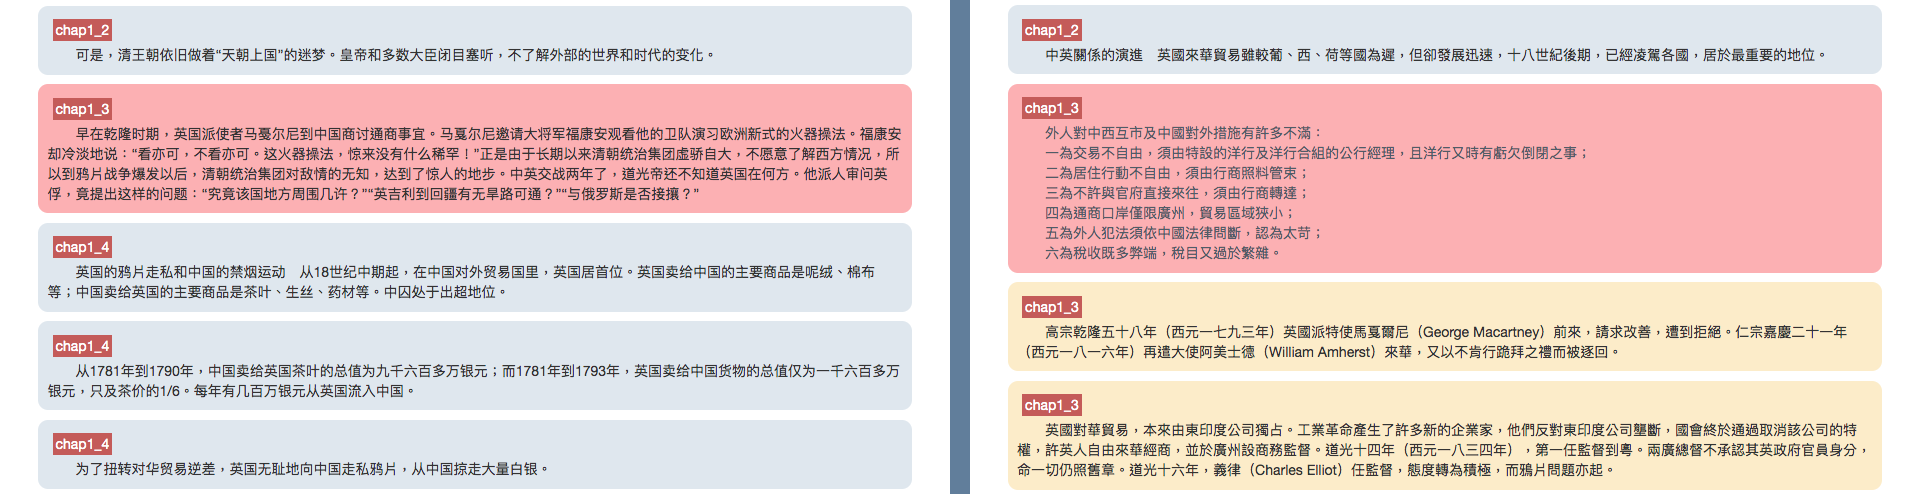 chap1_2
可是，清王朝依旧做着“天朝上国”的迷梦。皇帝和多数大臣闭目塞听，不了解外部的世界和时代的变化。
chap1_3
早在乾隆时期，英国派使者马戛尔尼到中国商讨通商事宜。马戛尔尼邀请大将军福康安观看他的卫队演习欧洲新式的火器操法。福康安
却冷淡地说：“看亦可，不看亦可。这火器操法，惊来没有什么稀罕！”正是由于长期以来清朝统治集团虚骄自大，不愿意了解西方情况，所
以到鸦片战争爆发以后，清朝统治集团对敌情的无知，达到了惊人的地步。中英交战两年了，道光帝还不知道英国在何方。他派人审问英
俘，竟提出这样的问题：“究竟该国地方周围几许？”“英吉利到回疆有无旱路可通？”“与俄罗斯是否接攘？”
chap1_4
英国的鸦片走私和中国的禁烟运动　从18世纪中期起，在中国对外贸易国里，英国居首位。英国卖给中国的主要商品是呢绒、棉布
等；中国卖给英国的主要商品是茶叶、生丝、药材等。中囚处于出超地位。
chap1_4
从1781年到1790年，中国卖给英国茶叶的总值为九千六百多万银元；而1781年到1793年，英国卖给中国货物的总值仅为一千六百多万
银元，只及茶价的1/6。每年有几百万银元从英国流入中国。
chap1_4
为了扭转对华贸易逆差，英国无耻地向中国走私鸦片，从中国掠走大量白银。
chap1_2
中英關係的演進　英國來華貿易雖較葡、西、荷等國為遲，但卻發展迅速，十八世紀後期，已經凌駕各國，居於最重要的地位。
chap1_3
外人對中西互市及中國對外措施有許多不滿：
一為交易不自由，須由特設的洋行及洋行合組的公行經理，且洋行又時有虧欠倒閉之事；
二為居住行動不自由，須由行商照料管束；
三為不許與官府直接來往，須由行商轉達；
四為通商口岸僅限廣州，貿易區域狹小；
五為外人犯法須依中國法律問斷，認為太苛；
六為稅收既多弊端，稅目又過於繁雜。
chap1_3
高宗乾隆五十八年（西元一七九三年）英國派特使馬戛爾尼（George Macartney）前來，請求改善，遭到拒絕。仁宗嘉慶二十一年
（西元一八一六年）再遣大使阿美士德（William Amherst）來華，又以不肯行跪拜之禮而被逐回。
chap1_3
英國對華貿易，本來由東印度公司獨占。工業革命產生了許多新的企業家，他們反對東印度公司壟斷，國會終於通過取消該公司的特
權，許英人自由來華經商，並於廣州設商務監督。道光十四年（西元一八三四年），第一任監督到粵。兩廣總督不承認其英政府官員身分，
命一切仍照舊章。道光十六年，義律（Charles Elliot）任監督，態度轉為積極，而鴉片問題亦起。